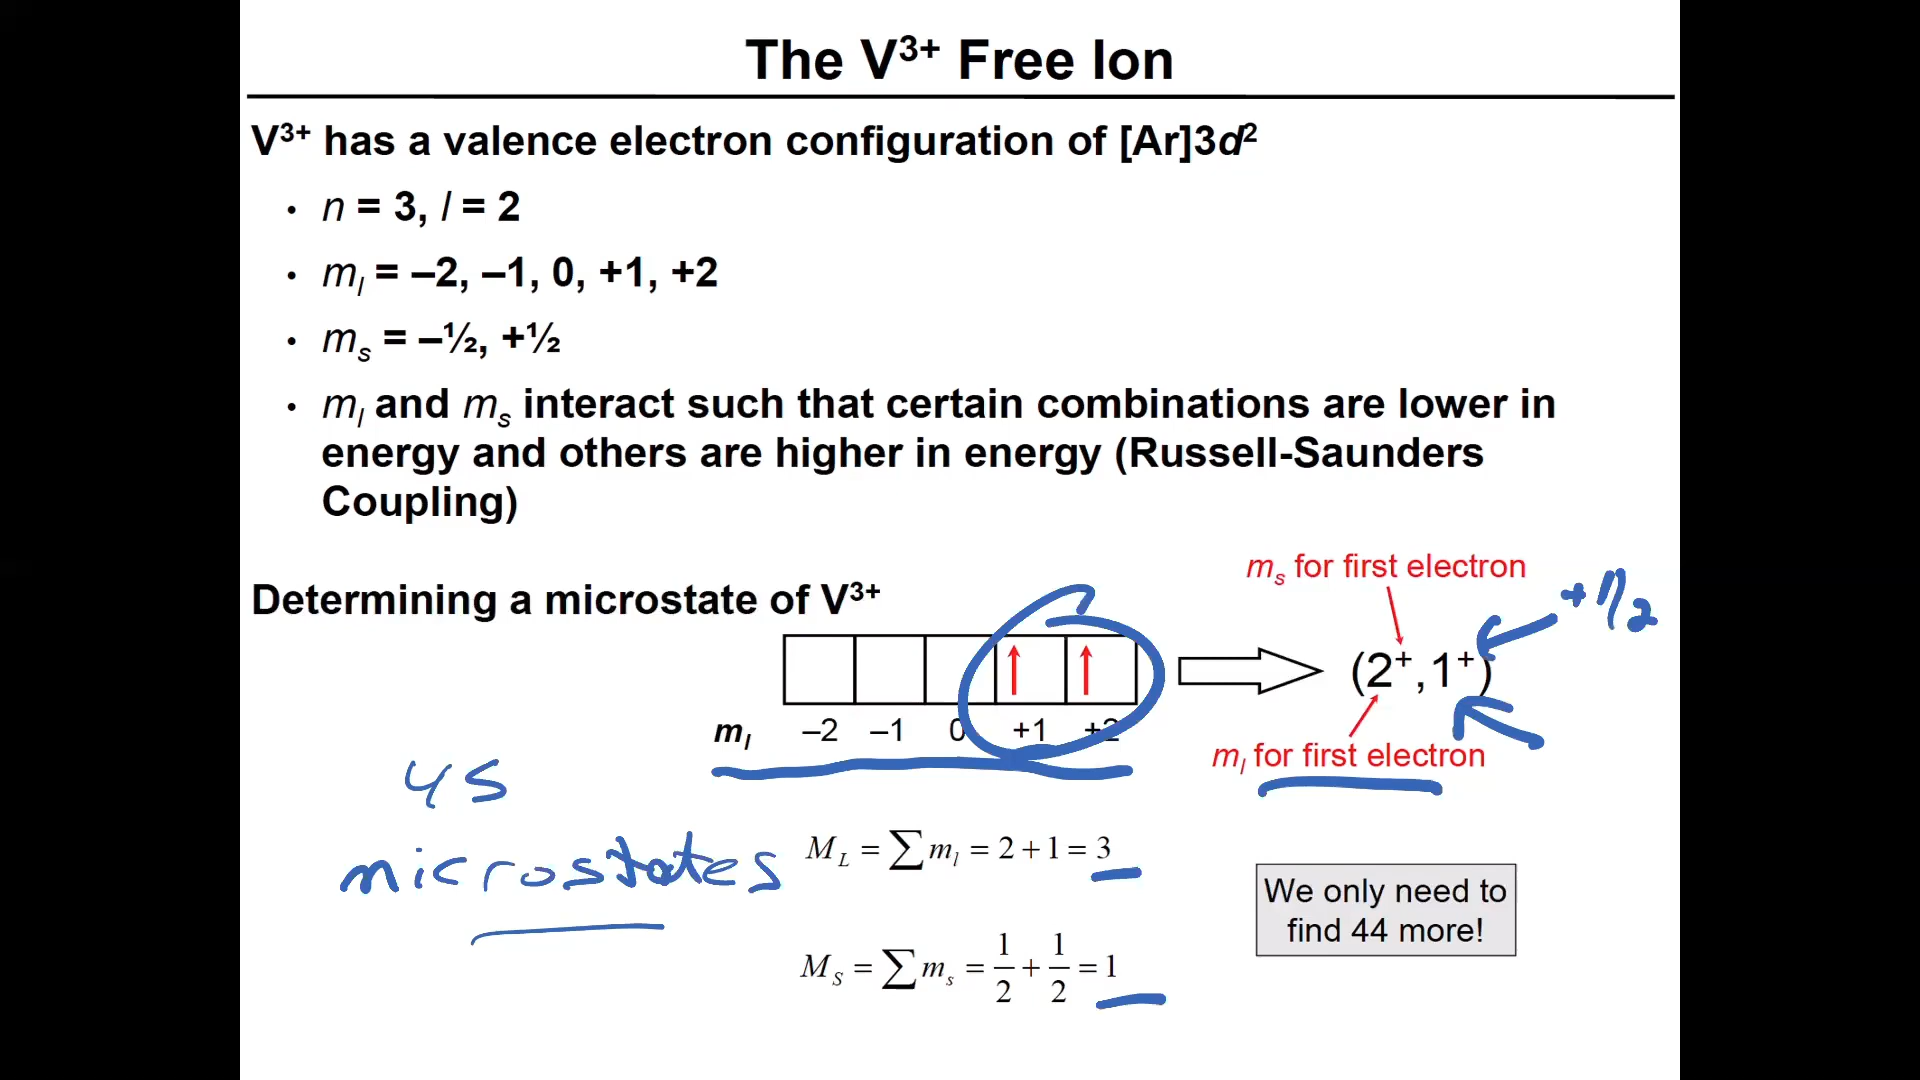 The V³⁺ Free Ion
V³⁺ has a valence electron configuration of [Ar]3d²
• n = 3, l = 2
• mₗ = –2, –1, 0, +1, +2
• mₛ = –½, +½
• mₗ and mₛ interact such that certain combinations are lower in
energy and others are higher in energy (Russell-Saunders
Coupling)
mₛ for first electron
+1/2
Determining a microstate of V³⁺
(2⁺,1⁺)
mₗ –2 –1 0 +1 +2
mₗ for first electron
45
microstates
M_L = ∑ mₗ = 2 + 1 = 3
We only need to
find 44 more!
M_S = ∑ mₛ = 1/2 + 1/2 = 1